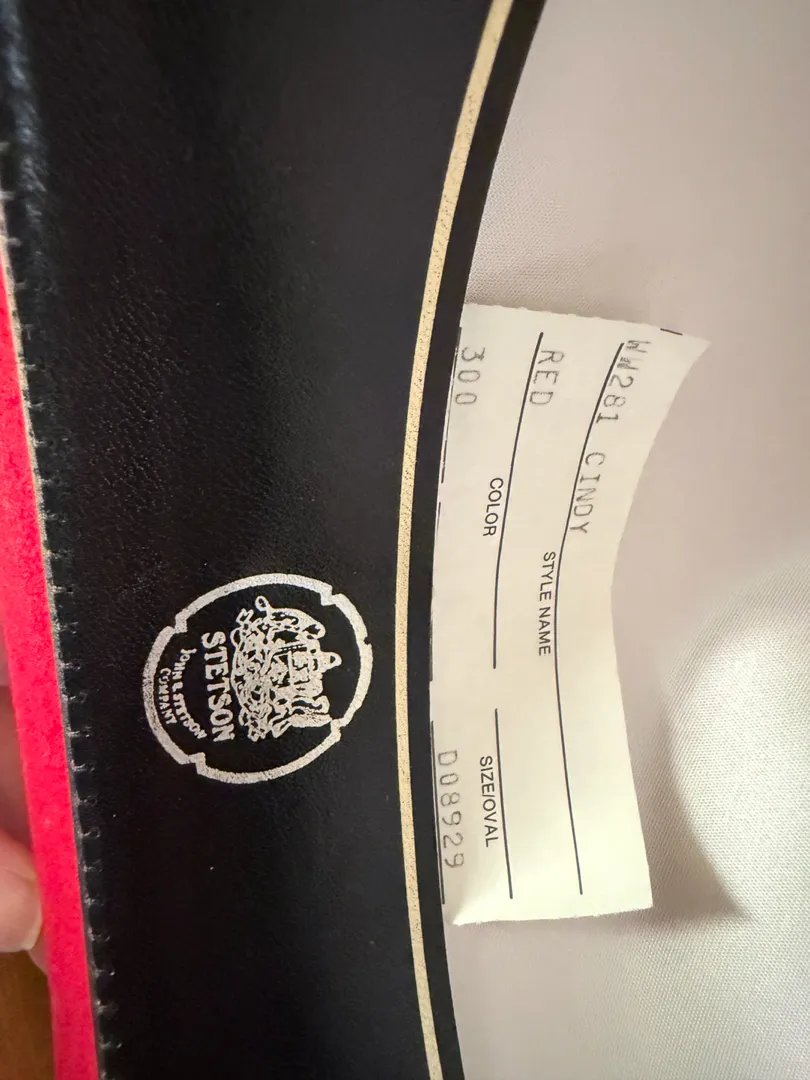 WW281 CINDY
STYLE NAME
RED
COLOR
SIZE/OVAL
300
D08929
STETSON
JOHN B. STETSON
COMPANY